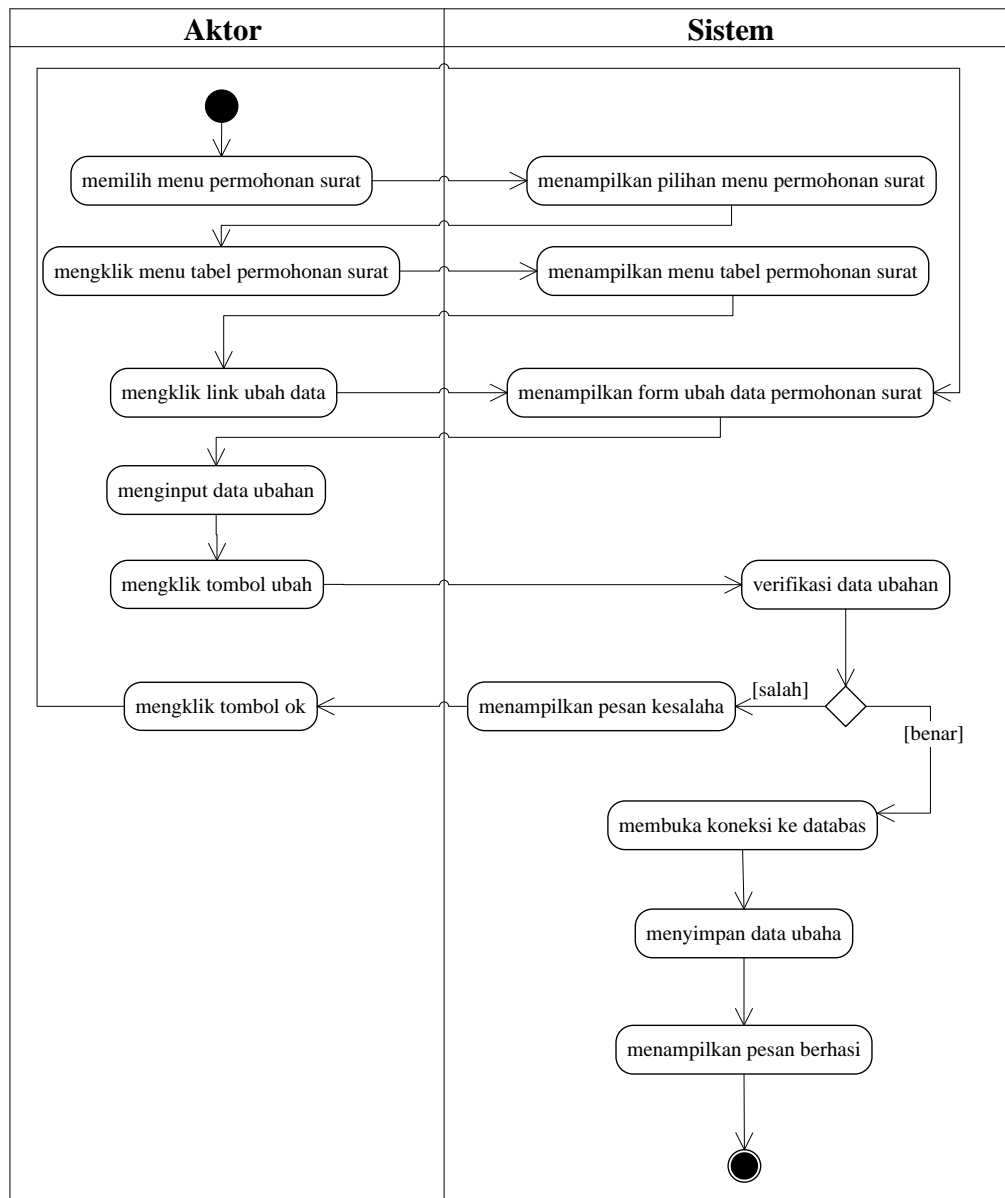 Aktor
Sistem
memilih menu permohonan surat
menampilkan pilihan menu permohonan surat
mengklik menu tabel permohonan surat
menampilkan menu tabel permohonan surat
mengklik link ubah data
menampilkan form ubah data permohonan surat
menginput data ubahan
mengklik tombol ubah
verifikasi data ubahan
[salah]
mengklik tombol ok
menampilkan pesan kesalaha
[benar]
membuka koneksi ke databas
menyimpan data ubaha
menampilkan pesan berhasi